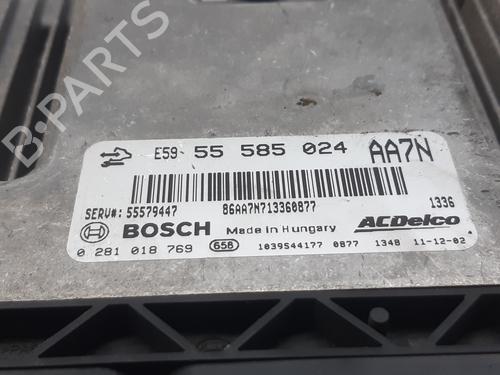 B-PARTS
E59 55 585 024 AA7N
SERV#: 55579447 86AA7N713360877 1336
BOSCH Made in Hungary ACDelco
0 281 018 769 658 1039S44177 0877 1348 11-12-02